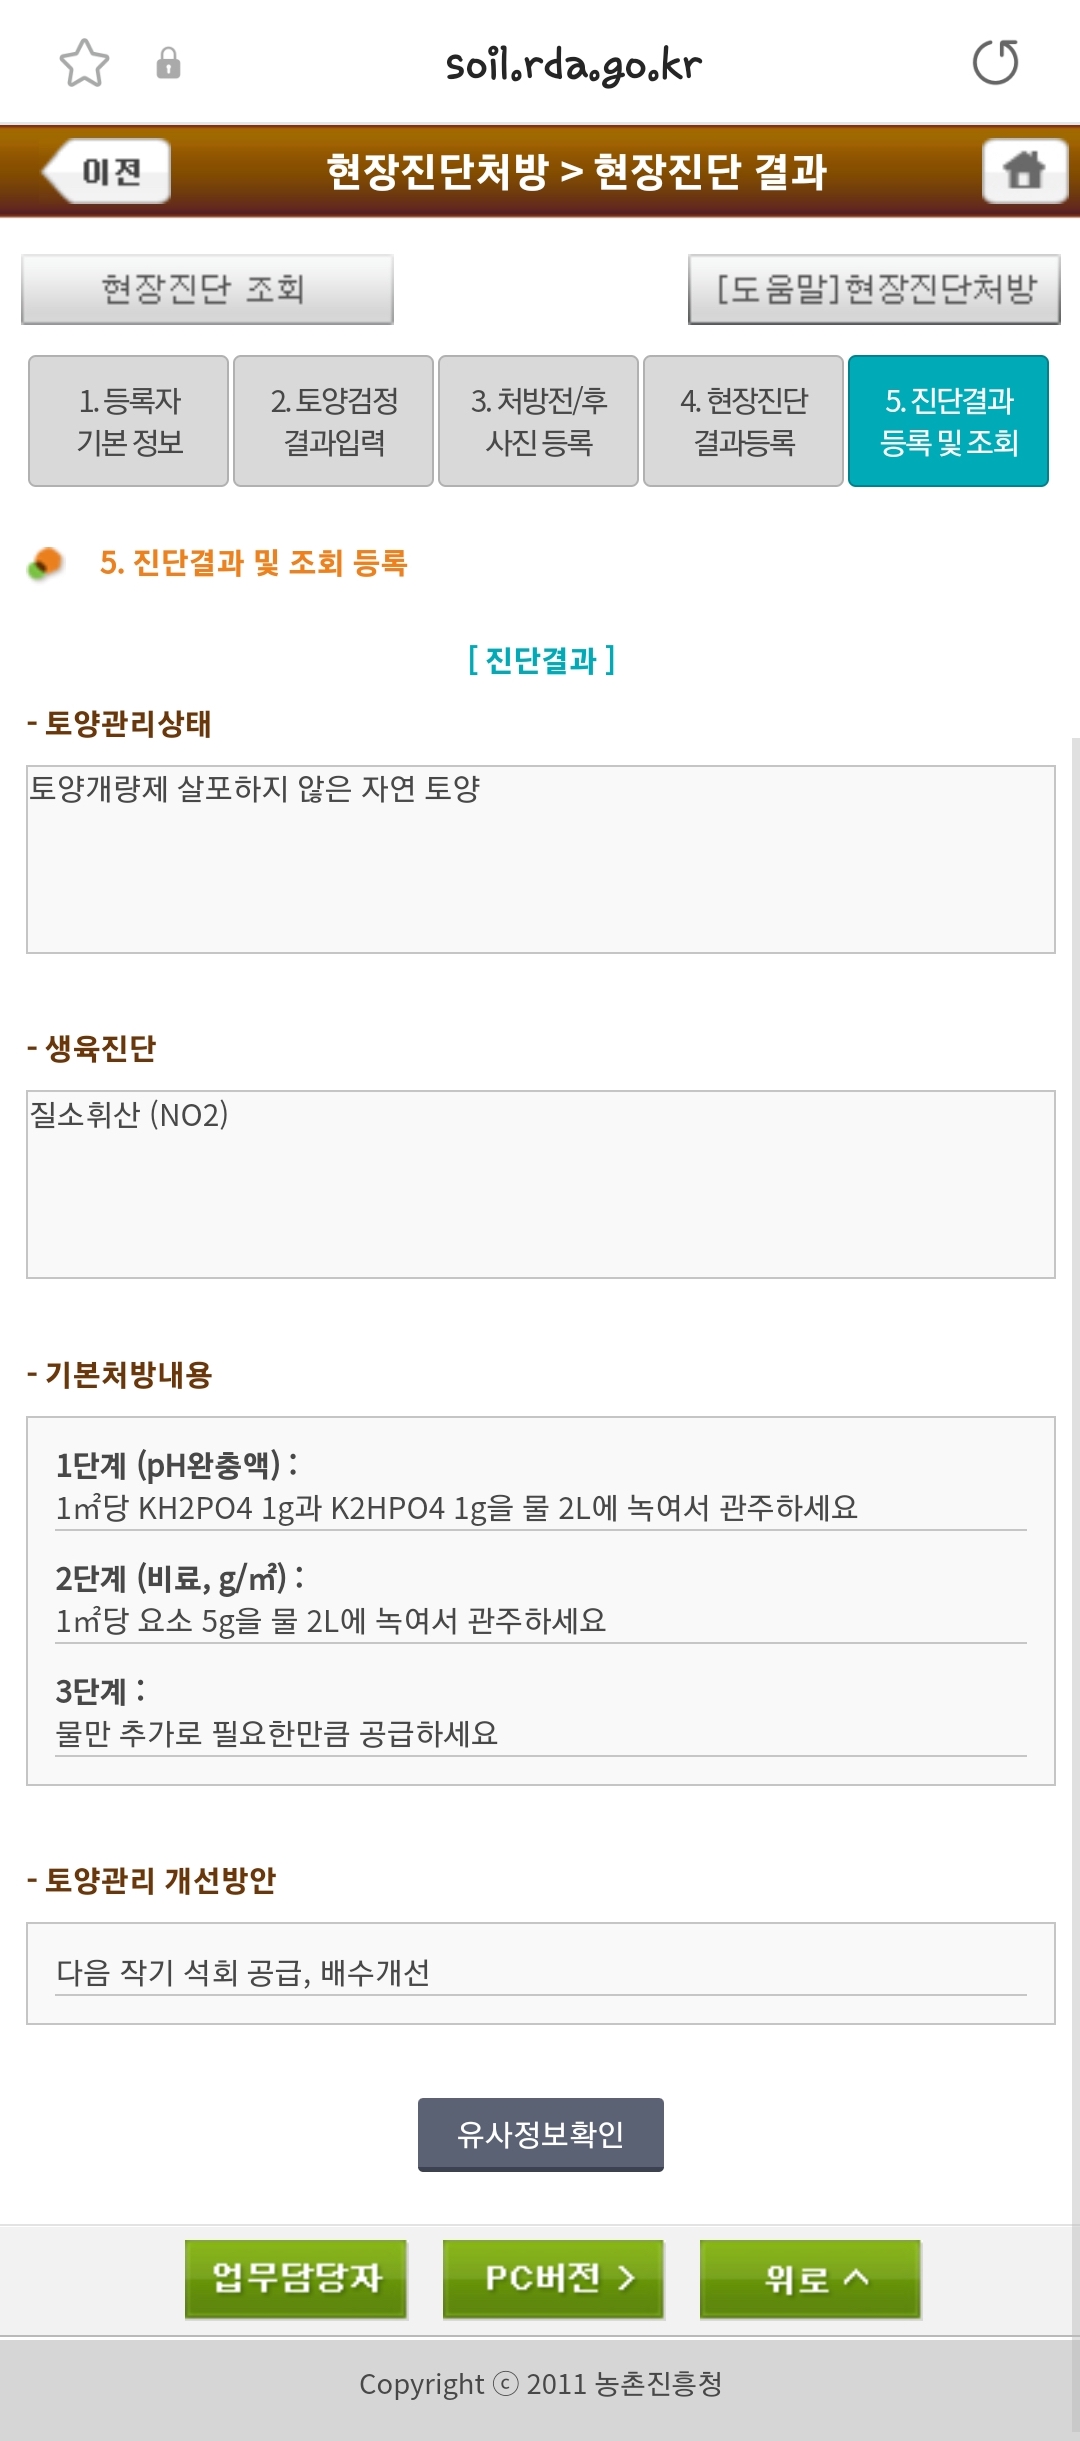 soil.rda.go.kr
이전
현장진단처방 > 현장진단 결과
현장진단 조회
[도움말]현장진단처방
1. 등록자
기본 정보
2. 토양검정
결과입력
3. 처방전/후
사진 등록
4. 현장진단
결과등록
5. 진단결과
등록 및 조회
5. 진단결과 및 조회 등록
[ 진단결과 ]
- 토양관리상태
토양개량제 살포하지 않은 자연 토양
- 생육진단
질소휘산 (NO2)
- 기본처방내용
1단계 (pH완충액) :
1㎡당 KH2PO4 1g과 K2HPO4 1g을 물 2L에 녹여서 관주하세요
2단계 (비료, g/㎡) :
1㎡당 요소 5g을 물 2L에 녹여서 관주하세요
3단계 :
물만 추가로 필요한만큼 공급하세요
- 토양관리 개선방안
다음 작기 석회 공급, 배수개선
유사정보확인
업무담당자
PC버전 >
위로 ^
Copyright ⓒ 2011 농촌진흥청